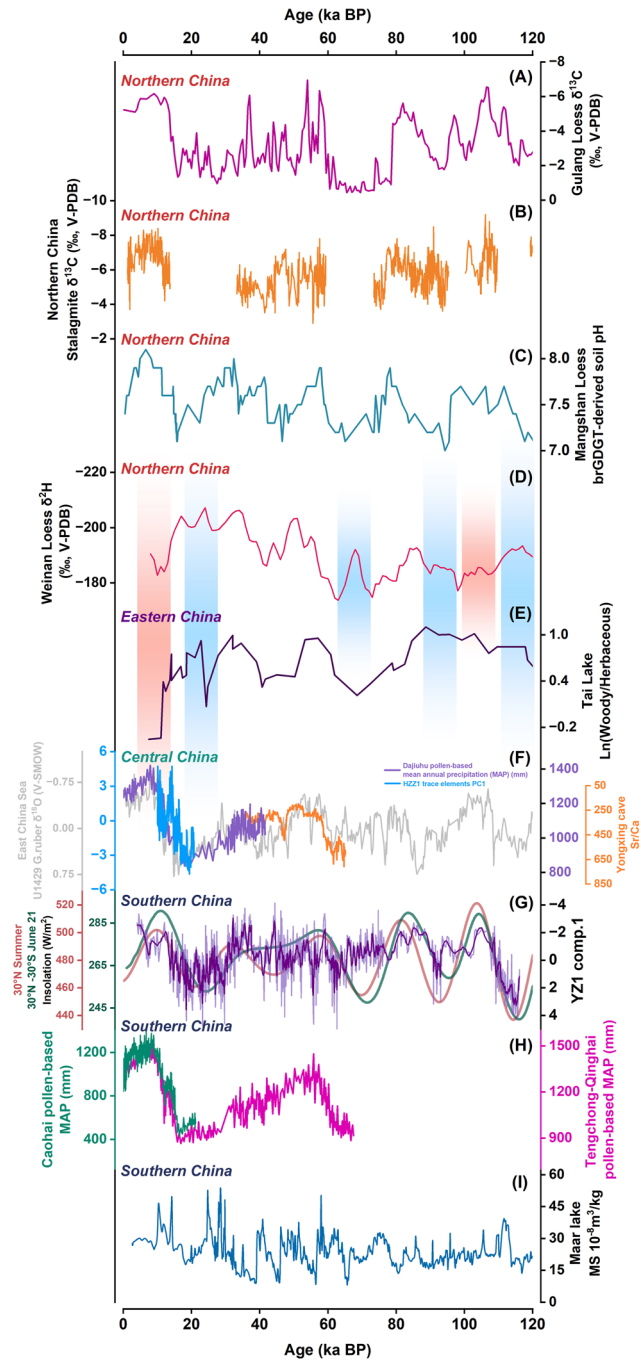 Age (ka BP)
0 20 40 60 80 100 120
Northern China
(A)
−8
−6
−4
−2
0
Gulang Loess δ¹³C
(‰, V-PDB)
Northern China
(B)
−10
−8
−6
−4
−2
Northern China
Stalagmite δ¹³C (‰, V-PDB)
Northern China
(C)
8.0
7.5
7.0
Mangshan Loess
brGDGT-derived soil pH
Northern China
(D)
−220
−200
−180
Weinan Loess δ²H
(‰, V-PDB)
Eastern China
(E)
1.0
0.4
−0.2
Tai Lake
Ln(Woody/Herbaceous)
Central China
(F)
Dajiuhu pollen-based
mean annual precipitation (MAP) (mm)
HZZ1 trace elements PC1
East China Sea
U1429 G.ruber δ¹⁸O (V-SMOW)
−0.75
0.00
0.75
6
3
0
−3
−6
1400
1200
1000
800
50
250
450
650
850
Yongxing cave
Sr/Ca
Southern China
(G)
30°N Summer
30°N -30°S June 21
Insolation (W/m²)
520
500
480
460
440
285
265
245
−4
−2
0
2
4
YZ1 comp.1
Southern China
(H)
Caohai pollen-based
MAP (mm)
1200
800
400
1500
1200
900
Tengchong-Qinghai
pollen-based MAP (mm)
Southern China
(I)
60
45
30
15
0
Maar lake
MS 10⁻⁸m³/kg
0 20 40 60 80 100 120
Age (ka BP)